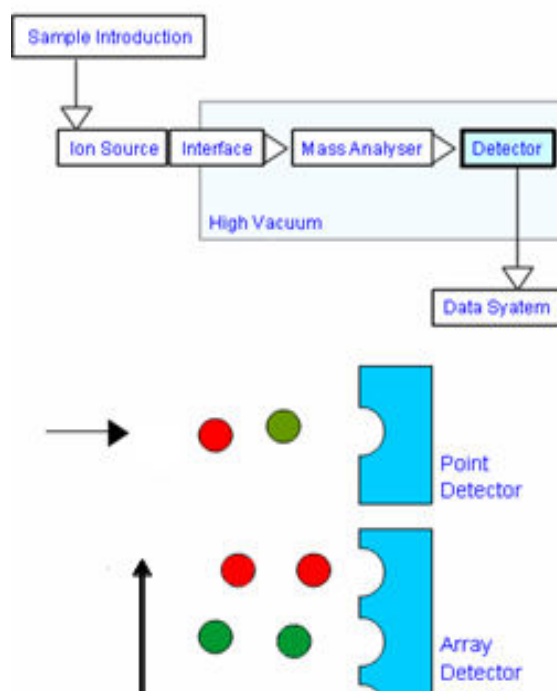 Sample Introduction
Ion Source
Interface
Mass Analyser
Detector
High Vacuum
Data Syatem
Point
Detector
Array
Detector